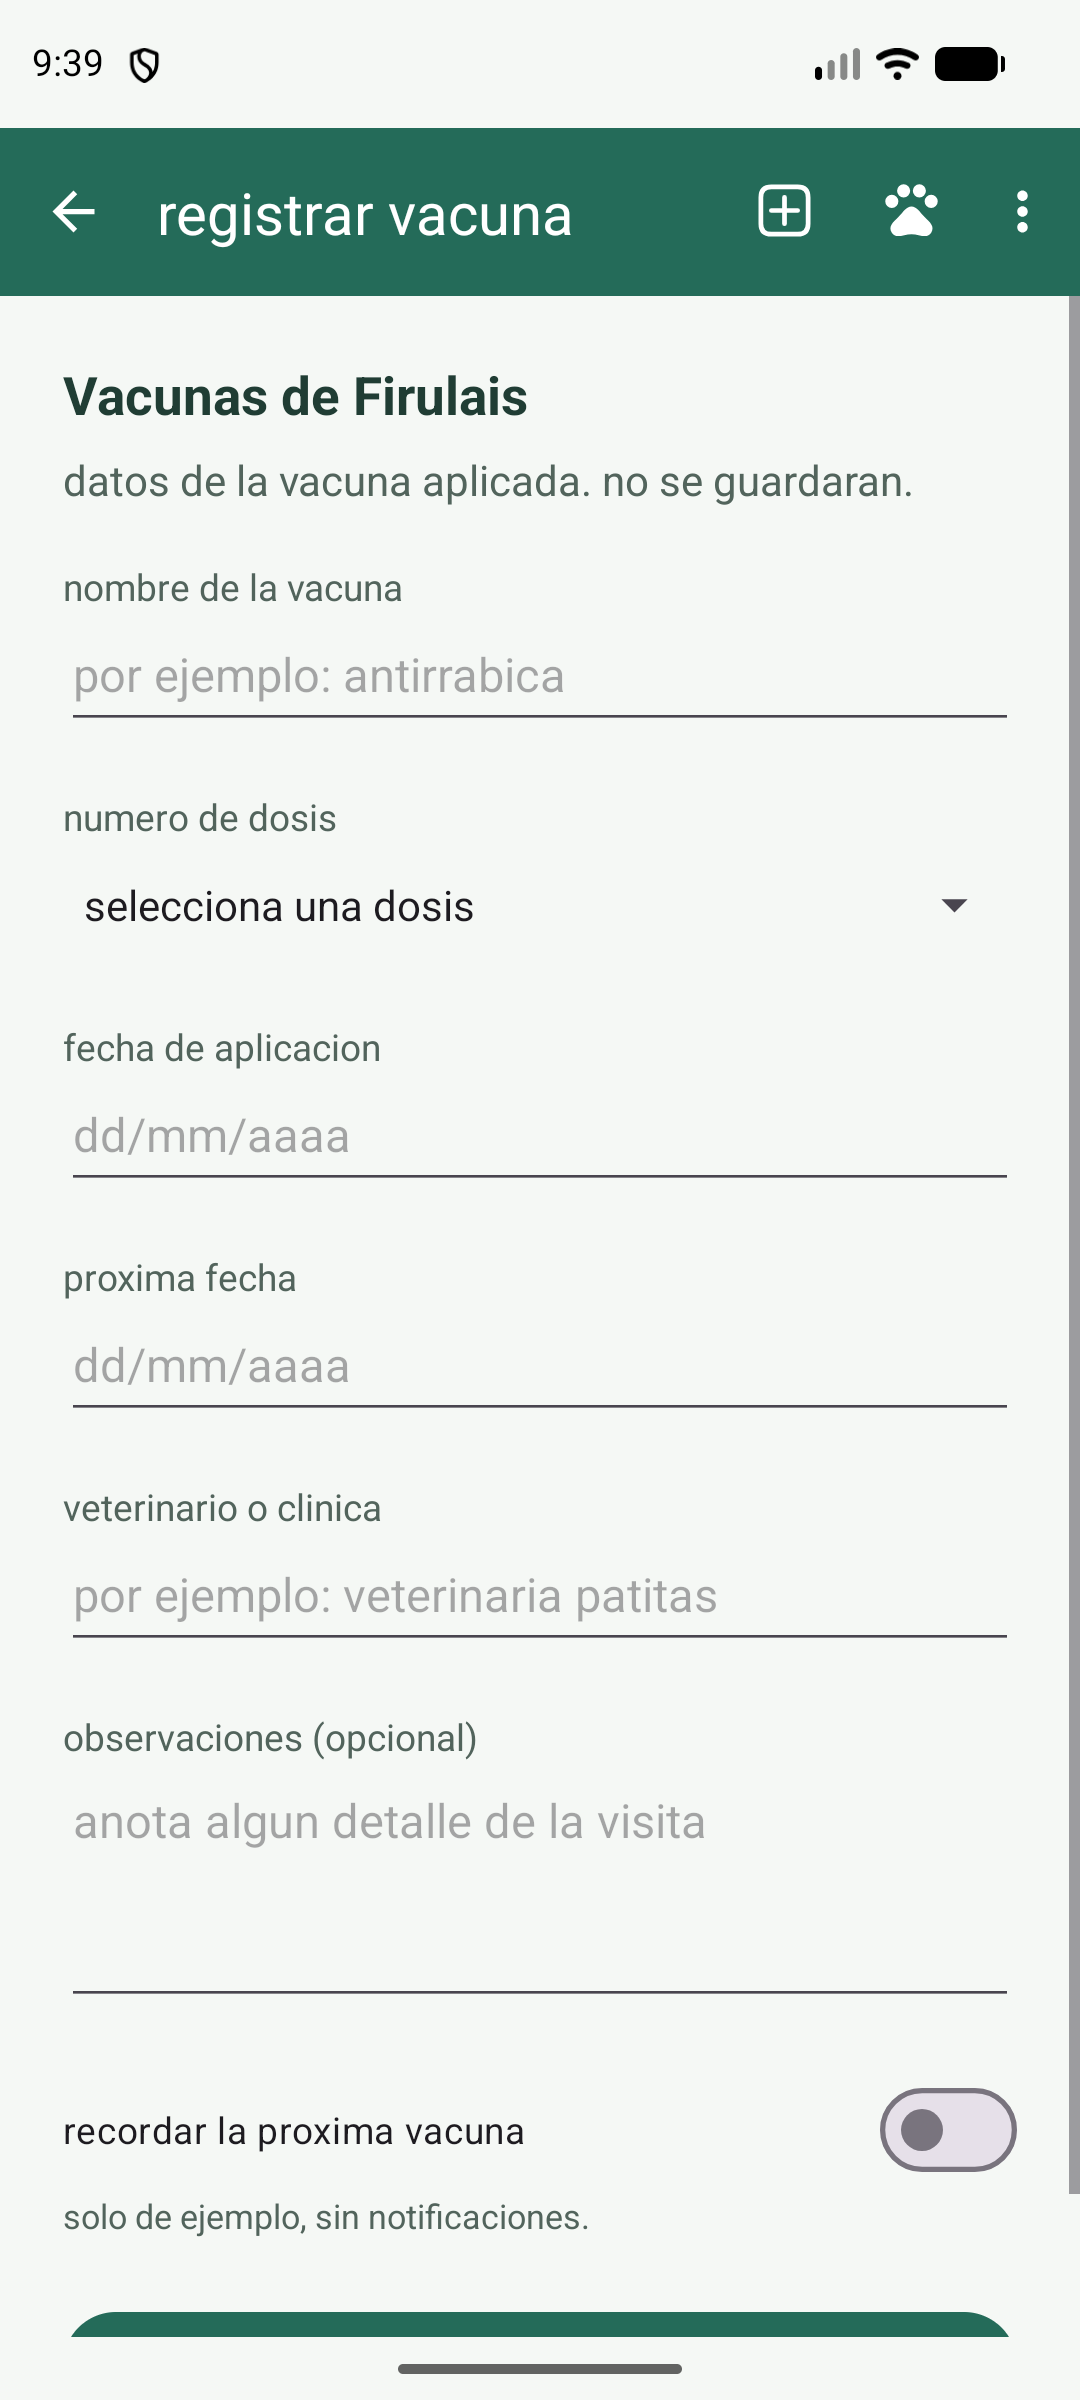 9:39
registrar vacuna
Vacunas de Firulais
datos de la vacuna aplicada. no se guardaran.
nombre de la vacuna
por ejemplo: antirrabica
numero de dosis
selecciona una dosis
fecha de aplicacion
dd/mm/aaaa
proxima fecha
dd/mm/aaaa
veterinario o clinica
por ejemplo: veterinaria patitas
observaciones (opcional)
anota algun detalle de la visita
recordar la proxima vacuna
solo de ejemplo, sin notificaciones.